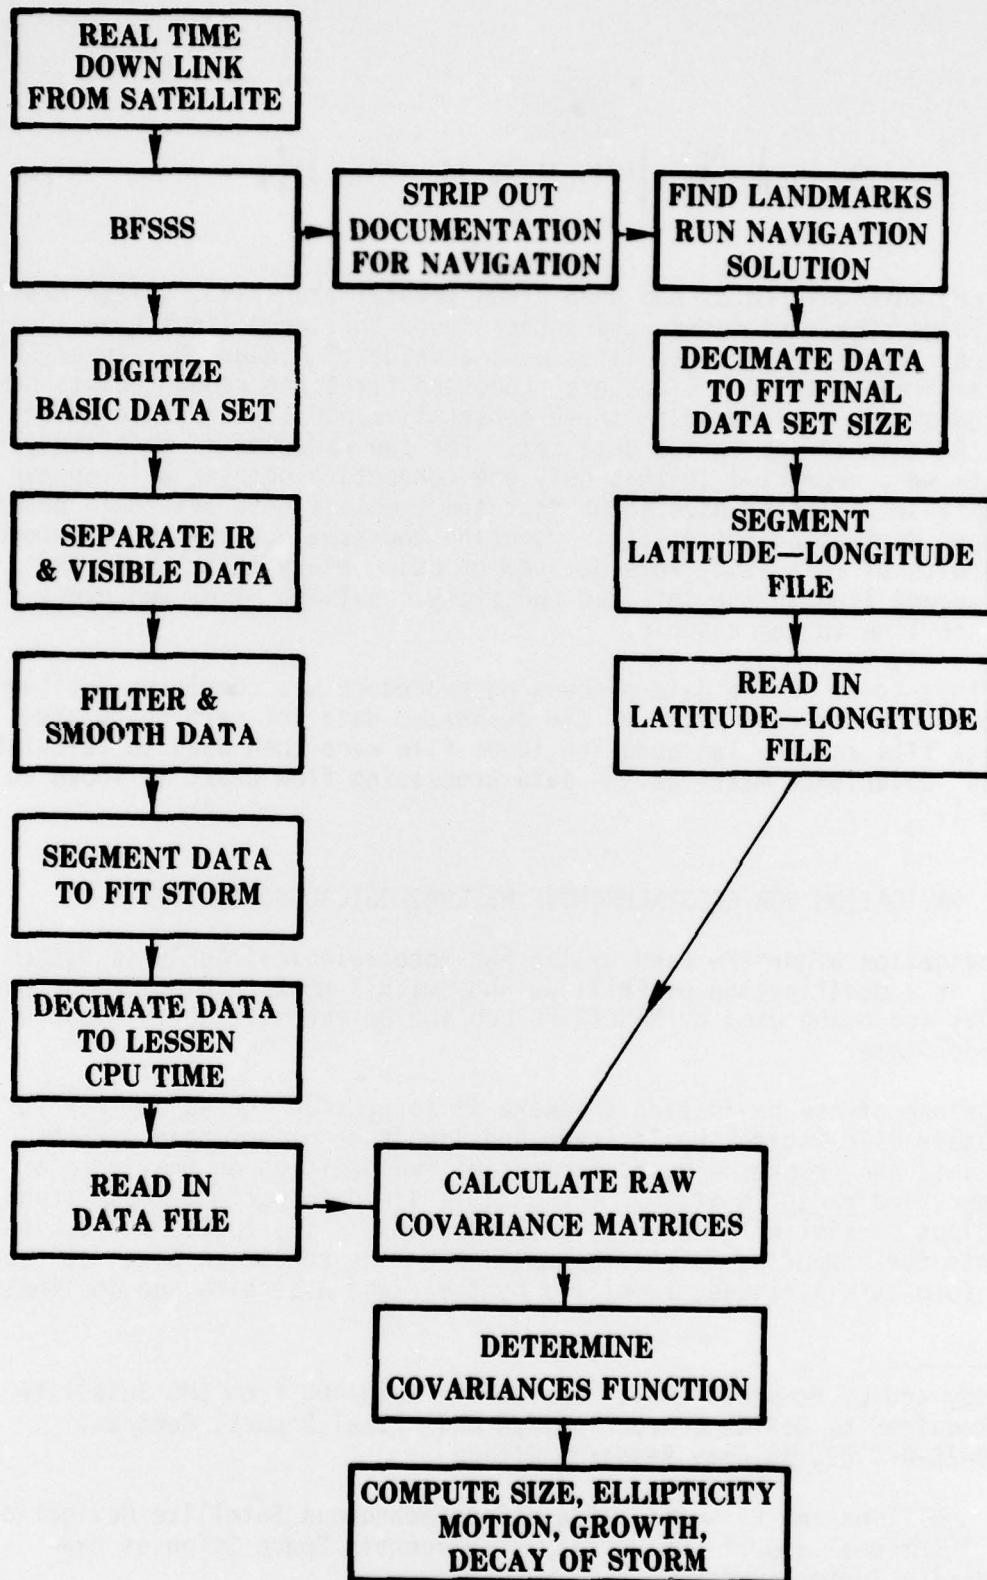 REAL TIME
DOWN LINK
FROM SATELLITE
BFSSS
STRIP OUT
DOCUMENTATION
FOR NAVIGATION
FIND LANDMARKS
RUN NAVIGATION
SOLUTION
DIGITIZE
BASIC DATA SET
DECIMATE DATA
TO FIT FINAL
DATA SET SIZE
SEPARATE IR
& VISIBLE DATA
SEGMENT
LATITUDE—LONGITUDE
FILE
FILTER &
SMOOTH DATA
READ IN
LATITUDE—LONGITUDE
FILE
SEGMENT DATA
TO FIT STORM
DECIMATE DATA
TO LESSEN
CPU TIME
READ IN
DATA FILE
CALCULATE RAW
COVARIANCE MATRICES
DETERMINE
COVARIANCES FUNCTION
COMPUTE SIZE, ELLIPTICITY
MOTION, GROWTH,
DECAY OF STORM